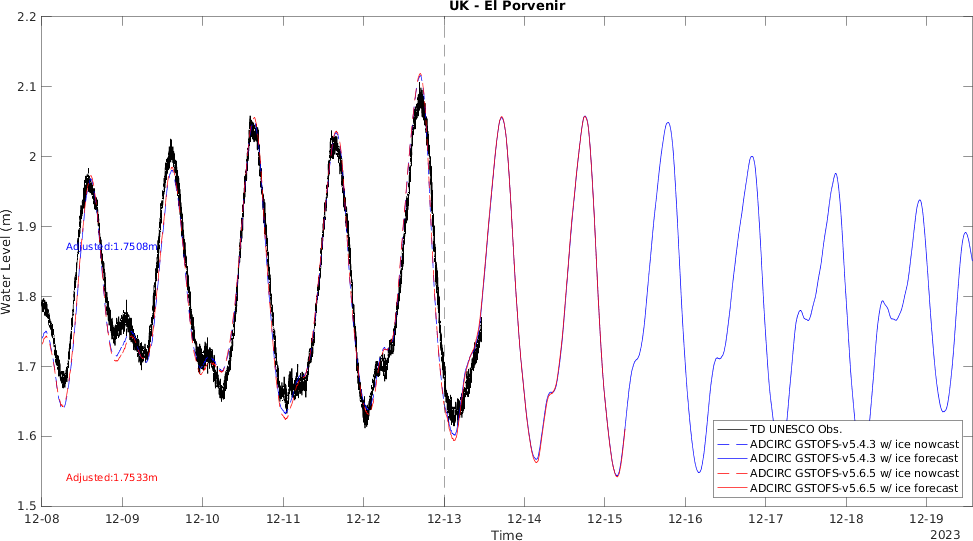 UK - El Porvenir
2.2
2.1
2
1.9
1.8
1.7
1.6
1.5
Water Level (m)
Adjusted:1.7508m
Adjusted:1.7533m
TD UNESCO Obs.
ADCIRC GSTOFS-v5.4.3 w/ ice nowcast
ADCIRC GSTOFS-v5.4.3 w/ ice forecast
ADCIRC GSTOFS-v5.6.5 w/ ice nowcast
ADCIRC GSTOFS-v5.6.5 w/ ice forecast
12-08 12-09 12-10 12-11 12-12 12-13 12-14 12-15 12-16 12-17 12-18 12-19
Time
2023